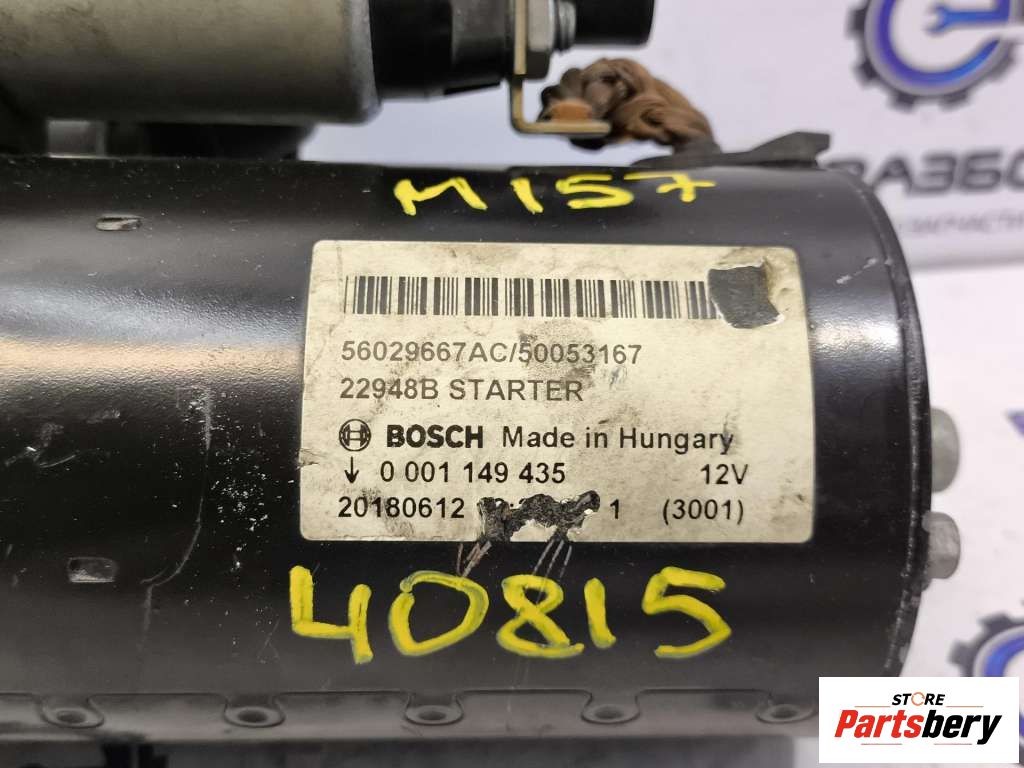 M157
56029667AC/50053167
22948B STARTER
BOSCH Made in Hungary
↓ 0 001 149 435 12V
20180612 1 (3001)
40815
РАЗБО
STORE
Partsbery